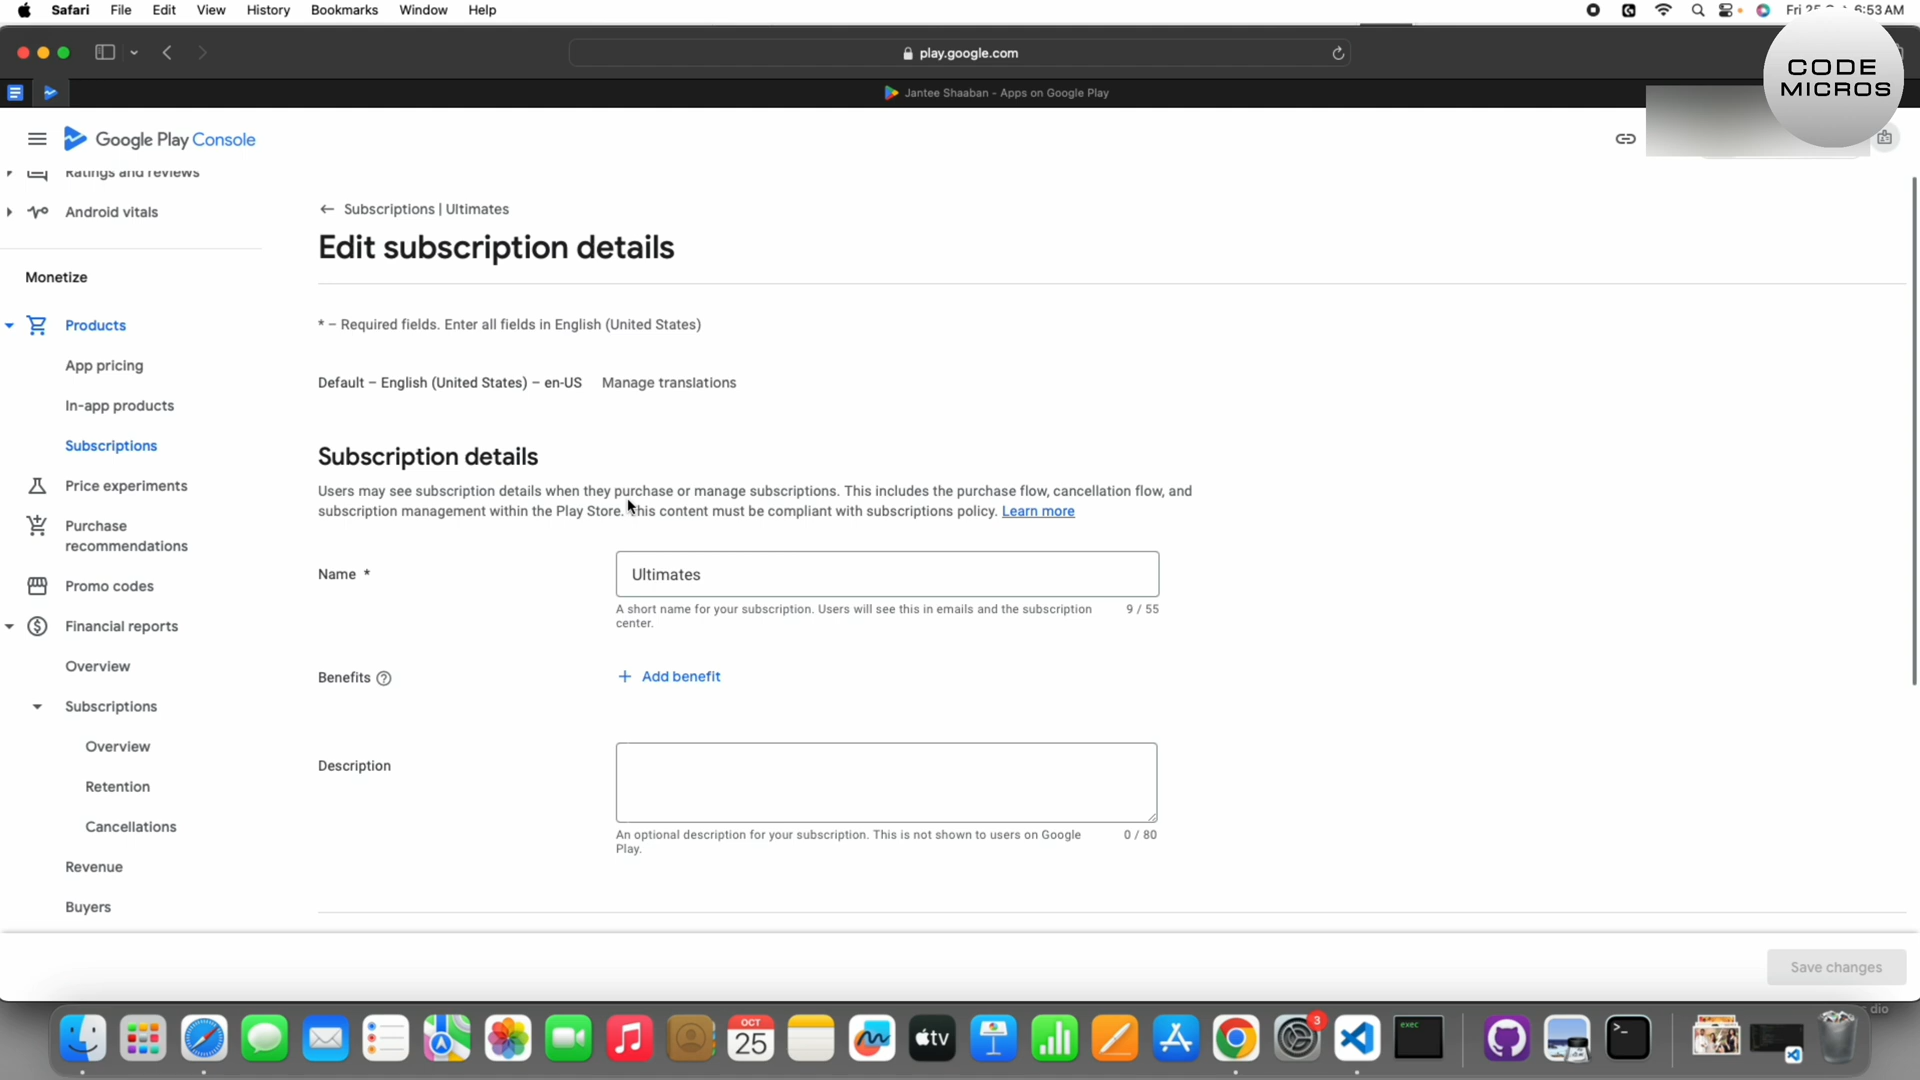 Safari File Edit View History Bookmarks Window Help
6:53 AM
play.google.com
CODE
MICROS
Jantee Shaaban - Apps on Google Play
Google Play Console
Ratings and reviews
Android vitals
Monetize
Products
App pricing
In-app products
Subscriptions
Price experiments
Purchase
recommendations
Promo codes
Financial reports
Overview
Subscriptions
Overview
Retention
Cancellations
Revenue
Buyers
Subscriptions | Ultimates
Edit subscription details
* – Required fields. Enter all fields in English (United States)
Default – English (United States) – en-US Manage translations
Subscription details
Users may see subscription details when they purchase or manage subscriptions. This includes the purchase flow, cancellation flow, and
subscription management within the Play Store. This content must be compliant with subscriptions policy. Learn more
Name *
Ultimates
A short name for your subscription. Users will see this in emails and the subscription
center.
9 / 55
Benefits
+ Add benefit
Description
An optional description for your subscription. This is not shown to users on Google
Play.
0 / 80
Save changes
OCT
25
tv
3
exec